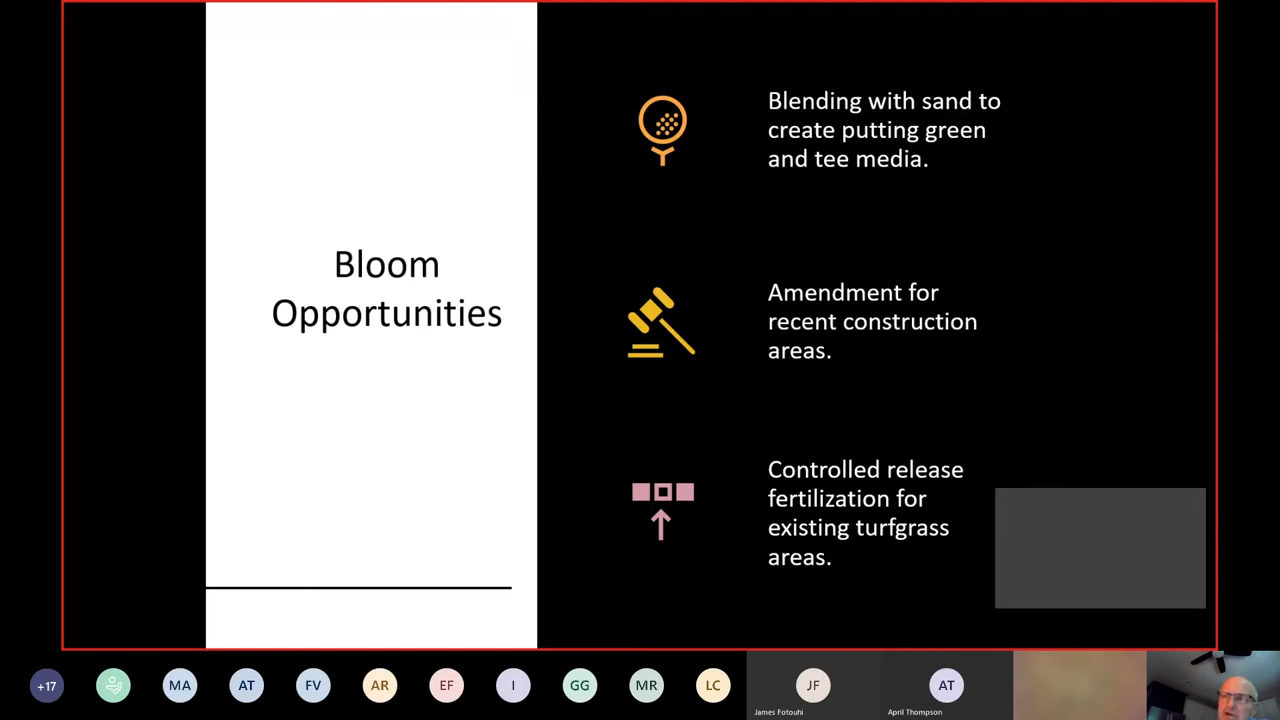 Bloom
Opportunities
Blending with sand to
create putting green
and tee media.
Amendment for
recent construction
areas.
Controlled release
fertilization for
existing turfgrass
areas.
+17
MA
AT
FV
AR
EF
I
GG
MR
LC
JF
James Fotouhi
AT
April Thompson